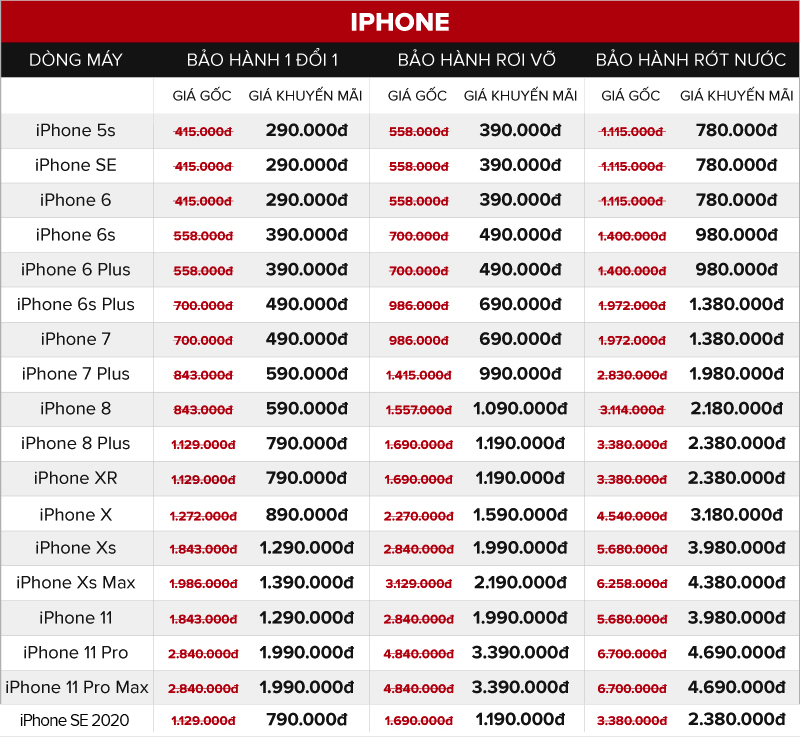 IPHONE
DÒNG MÁY BẢO HÀNH 1 ĐỔI 1 BẢO HÀNH RƠI VỠ BẢO HÀNH RỚT NƯỚC
GIÁ GỐC GIÁ KHUYẾN MÃI GIÁ GỐC GIÁ KHUYẾN MÃI GIÁ GỐC GIÁ KHUYẾN MÃI
iPhone 5s 415.000đ 290.000đ 558.000đ 390.000đ 1.115.000đ 780.000đ
iPhone SE 415.000đ 290.000đ 558.000đ 390.000đ 1.115.000đ 780.000đ
iPhone 6 415.000đ 290.000đ 558.000đ 390.000đ 1.115.000đ 780.000đ
iPhone 6s 558.000đ 390.000đ 700.000đ 490.000đ 1.400.000đ 980.000đ
iPhone 6 Plus 558.000đ 390.000đ 700.000đ 490.000đ 1.400.000đ 980.000đ
iPhone 6s Plus 700.000đ 490.000đ 986.000đ 690.000đ 1.972.000đ 1.380.000đ
iPhone 7 700.000đ 490.000đ 986.000đ 690.000đ 1.972.000đ 1.380.000đ
iPhone 7 Plus 843.000đ 590.000đ 1.415.000đ 990.000đ 2.830.000đ 1.980.000đ
iPhone 8 843.000đ 590.000đ 1.557.000đ 1.090.000đ 3.114.000đ 2.180.000đ
iPhone 8 Plus 1.129.000đ 790.000đ 1.690.000đ 1.190.000đ 3.380.000đ 2.380.000đ
iPhone XR 1.129.000đ 790.000đ 1.690.000đ 1.190.000đ 3.380.000đ 2.380.000đ
iPhone X 1.272.000đ 890.000đ 2.270.000đ 1.590.000đ 4.540.000đ 3.180.000đ
iPhone Xs 1.843.000đ 1.290.000đ 2.840.000đ 1.990.000đ 5.680.000đ 3.980.000đ
iPhone Xs Max 1.986.000đ 1.390.000đ 3.129.000đ 2.190.000đ 6.258.000đ 4.380.000đ
iPhone 11 1.843.000đ 1.290.000đ 2.840.000đ 1.990.000đ 5.680.000đ 3.980.000đ
iPhone 11 Pro 2.840.000đ 1.990.000đ 4.840.000đ 3.390.000đ 6.700.000đ 4.690.000đ
iPhone 11 Pro Max 2.840.000đ 1.990.000đ 4.840.000đ 3.390.000đ 6.700.000đ 4.690.000đ
iPhone SE 2020 1.129.000đ 790.000đ 1.690.000đ 1.190.000đ 3.380.000đ 2.380.000đ